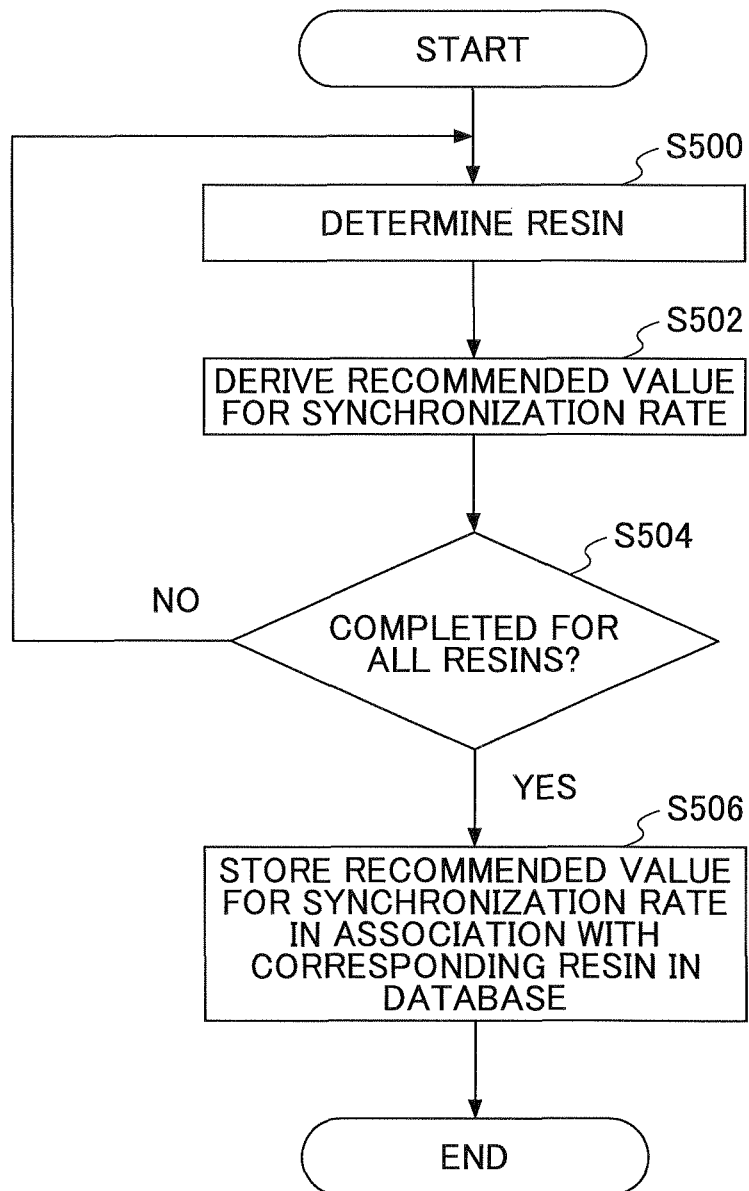 START
S500
DETERMINE RESIN
S502
DERIVE RECOMMENDED VALUE
FOR SYNCHRONIZATION RATE
S504
NO
COMPLETED FOR
ALL RESINS?
YES
S506
STORE RECOMMENDED VALUE
FOR SYNCHRONIZATION RATE
IN ASSOCIATION WITH
CORRESPONDING RESIN IN
DATABASE
END